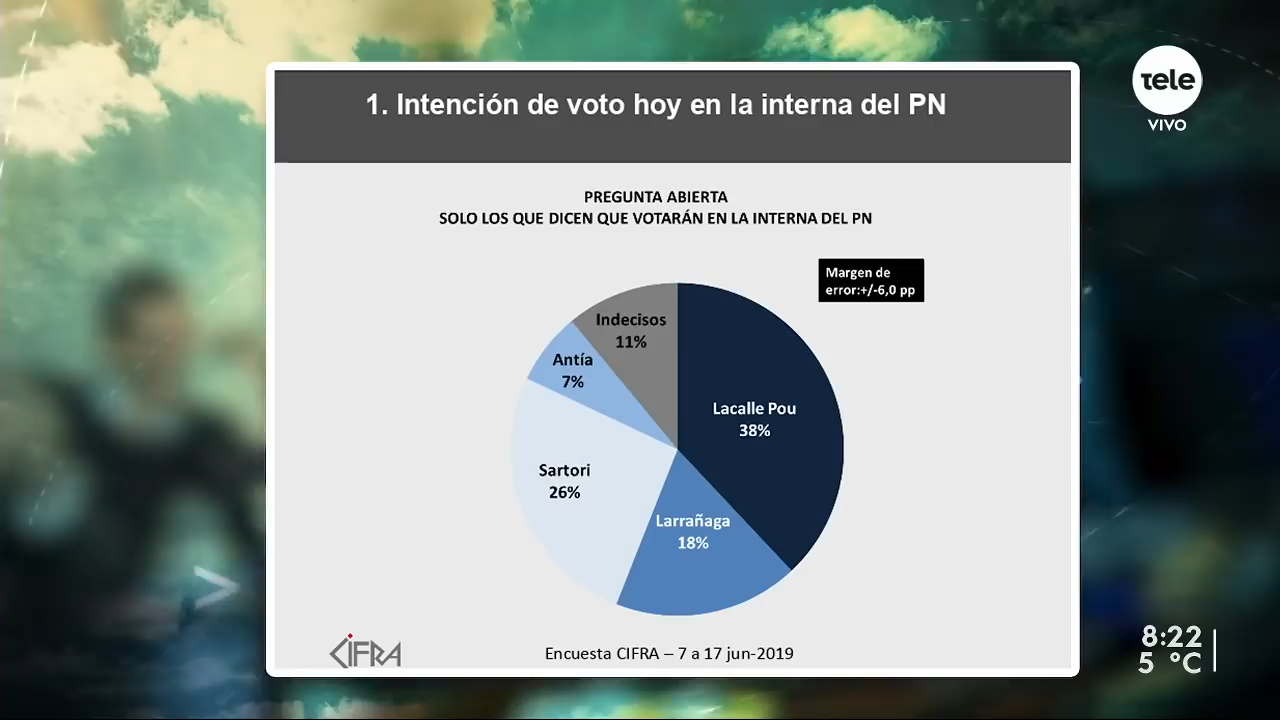 1. Intención de voto hoy en la interna del PN
tele
VIVO
PREGUNTA ABIERTA
SOLO LOS QUE DICEN QUE VOTARÁN EN LA INTERNA DEL PN
Margen de
error:+/-6,0 pp
Indecisos
11%
Antía
7%
Lacalle Pou
38%
Sartori
26%
Larrañaga
18%
CIFRA
Encuesta CIFRA – 7 a 17 jun-2019
8:22
5 °C